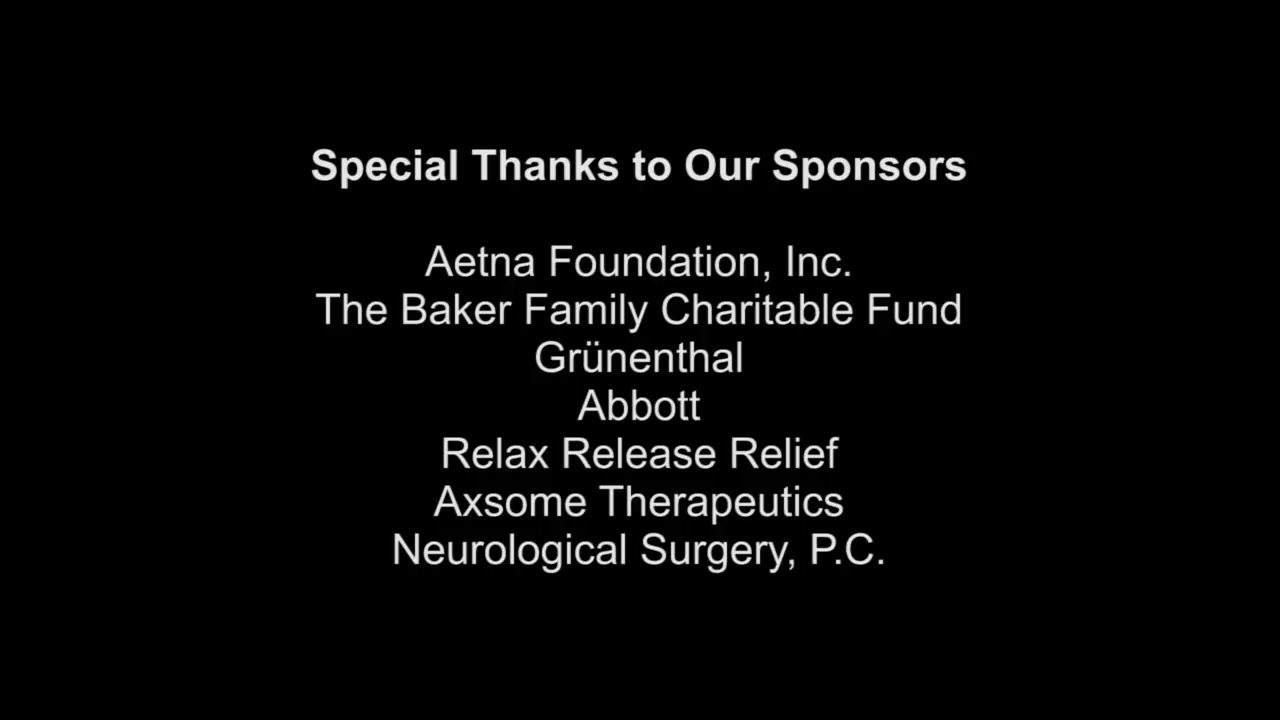 Special Thanks to Our Sponsors
Aetna Foundation, Inc.
The Baker Family Charitable Fund
Grünenthal
Abbott
Relax Release Relief
Axsome Therapeutics
Neurological Surgery, P.C.